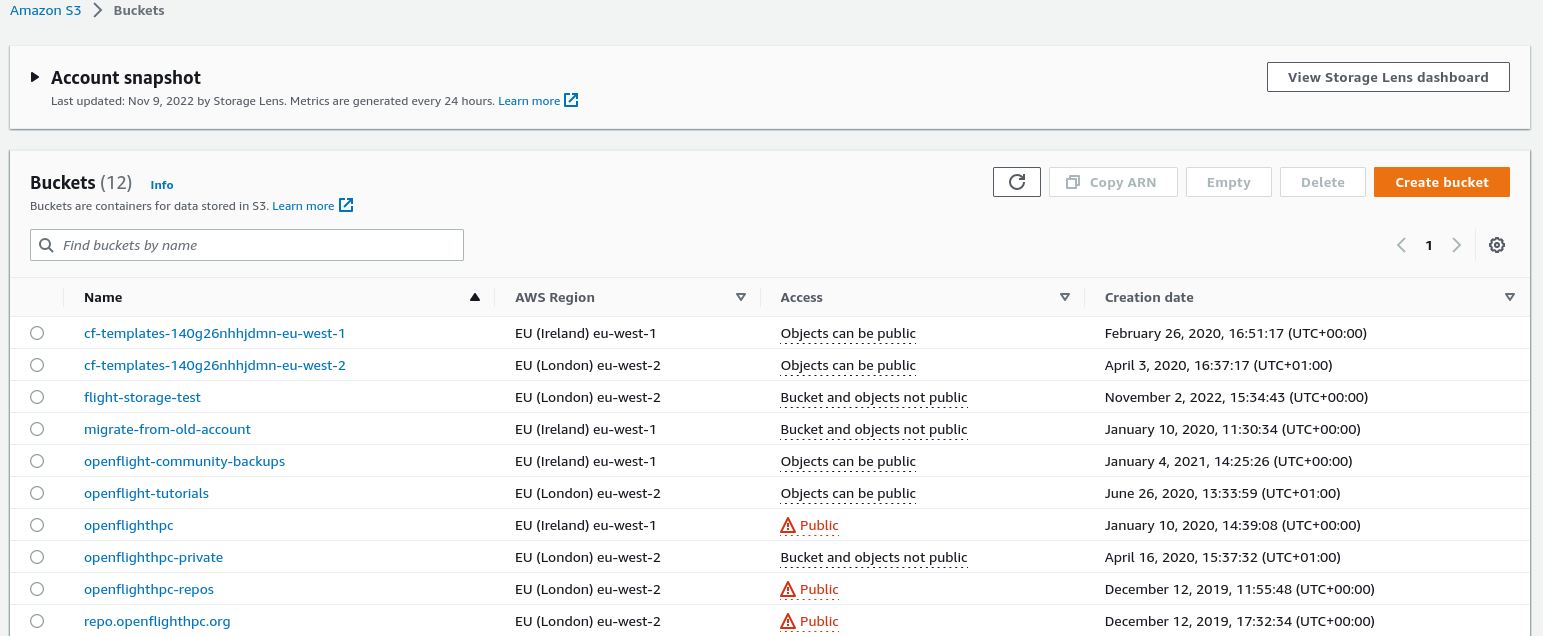 Amazon S3 > Buckets
Account snapshot
View Storage Lens dashboard
Last updated: Nov 9, 2022 by Storage Lens. Metrics are generated every 24 hours. Learn more
Buckets (12) Info
Copy ARN Empty Delete Create bucket
Buckets are containers for data stored in S3. Learn more
Find buckets by name
1
Name AWS Region Access Creation date
cf-templates-140g26nhhjdmn-eu-west-1 EU (Ireland) eu-west-1 Objects can be public February 26, 2020, 16:51:17 (UTC+00:00)
cf-templates-140g26nhhjdmn-eu-west-2 EU (London) eu-west-2 Objects can be public April 3, 2020, 16:37:17 (UTC+01:00)
flight-storage-test EU (London) eu-west-2 Bucket and objects not public November 2, 2022, 15:34:43 (UTC+00:00)
migrate-from-old-account EU (Ireland) eu-west-1 Bucket and objects not public January 10, 2020, 11:30:34 (UTC+00:00)
openflight-community-backups EU (Ireland) eu-west-1 Objects can be public January 4, 2021, 14:25:26 (UTC+00:00)
openflight-tutorials EU (London) eu-west-2 Objects can be public June 26, 2020, 13:33:59 (UTC+01:00)
openflighthpc EU (Ireland) eu-west-1 Public January 10, 2020, 14:39:08 (UTC+00:00)
openflighthpc-private EU (London) eu-west-2 Bucket and objects not public April 16, 2020, 15:37:32 (UTC+01:00)
openflighthpc-repos EU (London) eu-west-2 Public December 12, 2019, 11:55:48 (UTC+00:00)
repo.openflighthpc.org EU (London) eu-west-2 Public December 12, 2019, 17:32:34 (UTC+00:00)